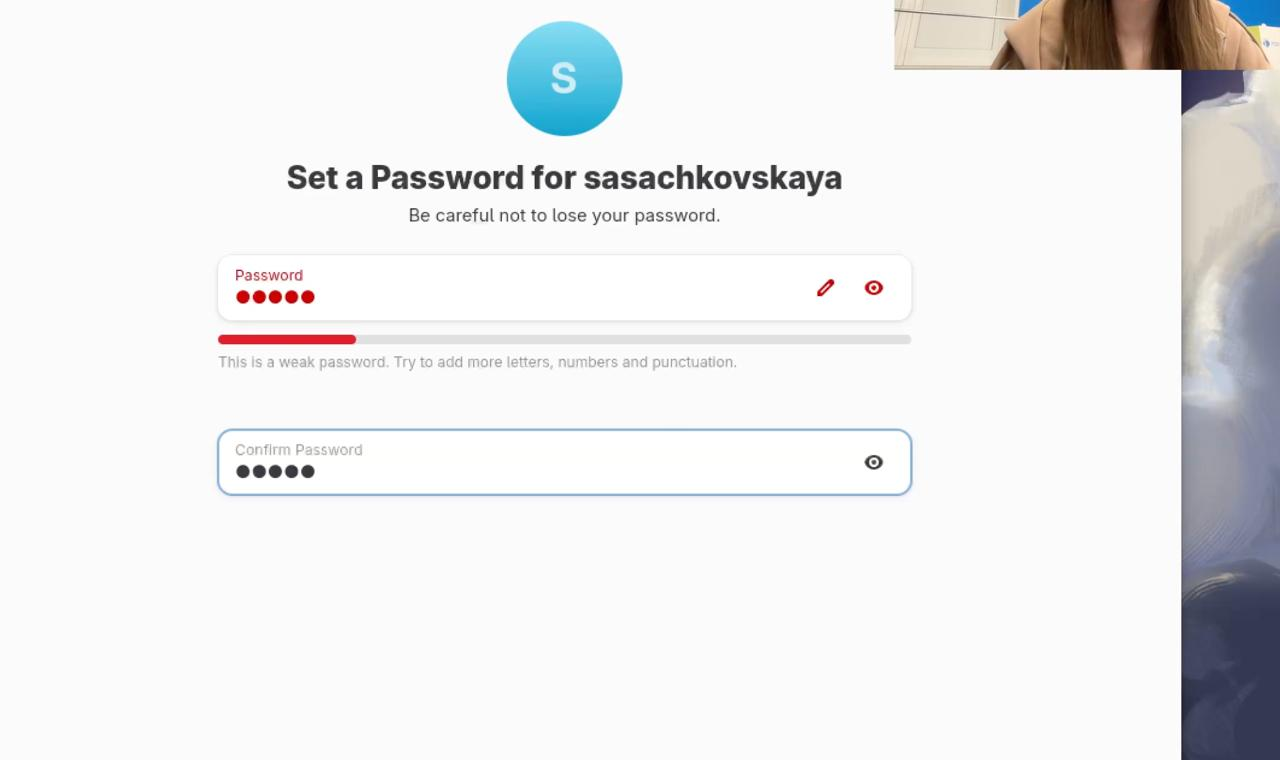 S
Set a Password for sasachkovskaya
Be careful not to lose your password.
Password
●●●●●
This is a weak password. Try to add more letters, numbers and punctuation.
Confirm Password
●●●●●